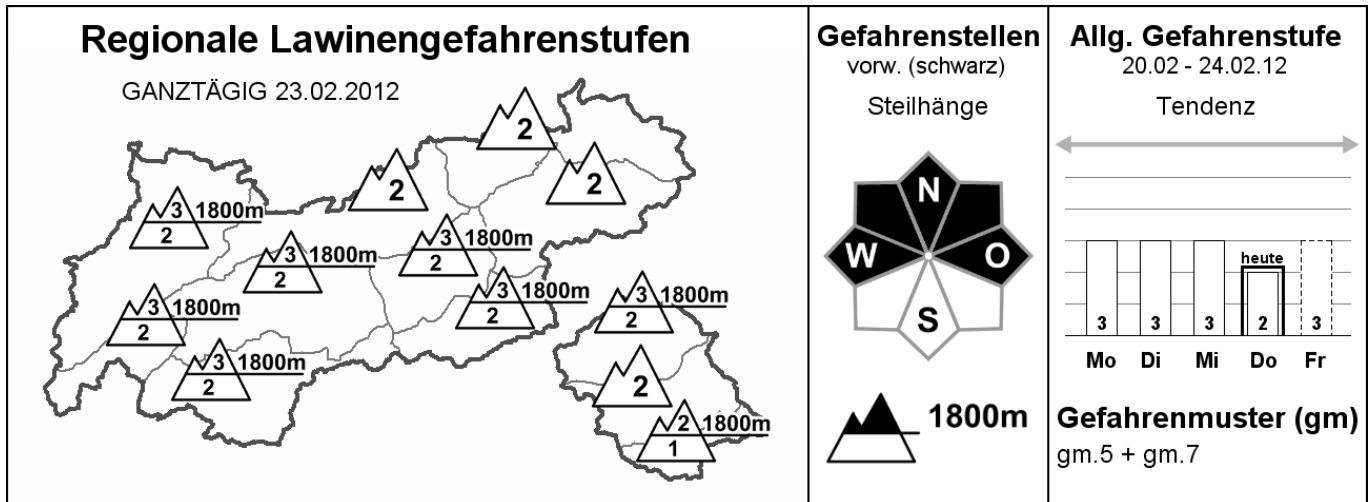 Regionale Lawinengefahrenstufen
GANZTÄGIG 23.02.2012
2
2
2
3 1800m
2
3 1800m
2
3 1800m
2
3 1800m
2
3 1800m
2
3 1800m
2
3 1800m
2
2
2 1800m
1
Gefahrenstellen
vorw. (schwarz)
Steilhänge
N
W O
S
1800m
Allg. Gefahrenstufe
20.02 - 24.02.12
Tendenz
heute
3 3 3 2 3
Mo Di Mi Do Fr
Gefahrenmuster (gm)
gm.5 + gm.7